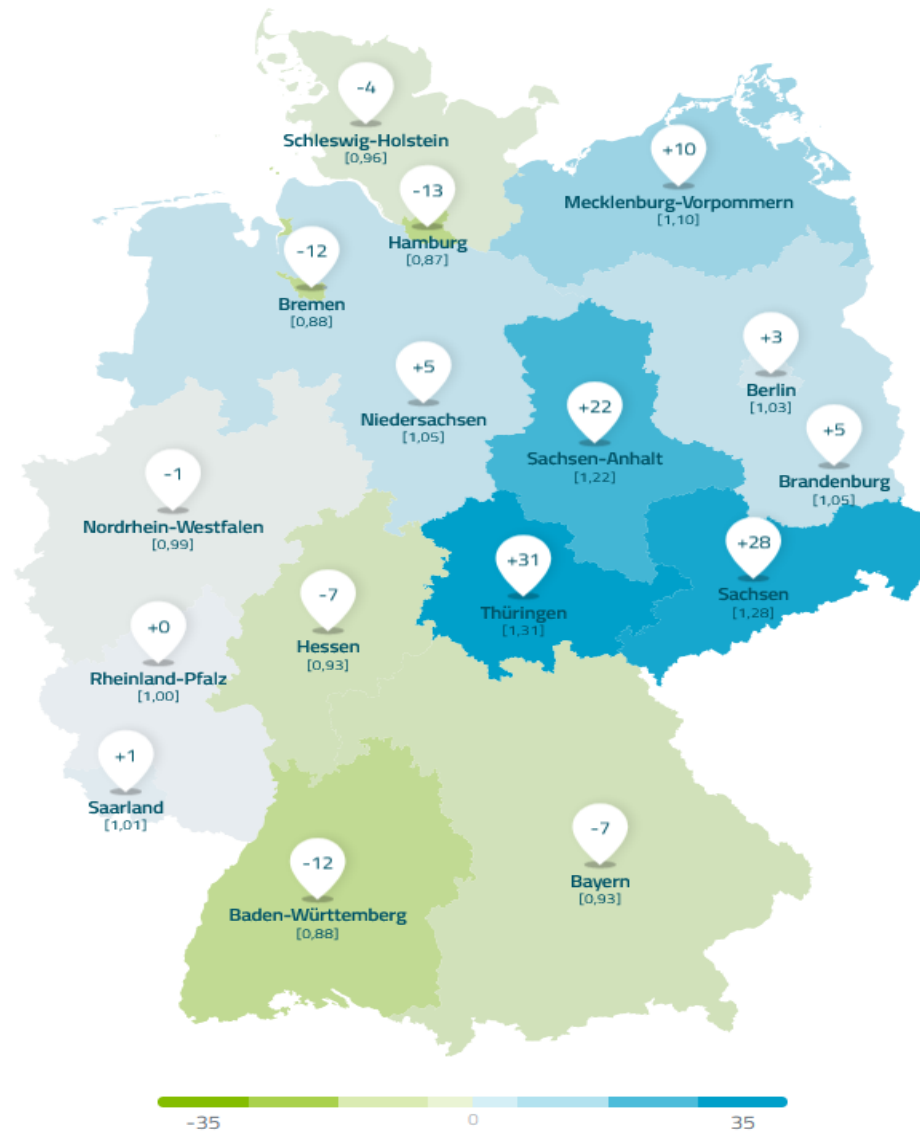 -4
Schleswig-Holstein
[0,96]
+10
Mecklenburg-Vorpommern
[1,10]
-13
Hamburg
[0,87]
-12
Bremen
[0,88]
+3
Berlin
[1,03]
+5
Niedersachsen
[1,05]
+22
Sachsen-Anhalt
[1,22]
+5
Brandenburg
[1,05]
-1
Nordrhein-Westfalen
[0,99]
+28
Sachsen
[1,28]
+31
Thüringen
[1,31]
-7
Hessen
[0,93]
+0
Rheinland-Pfalz
[1,00]
+1
Saarland
[1,01]
-7
Bayern
[0,93]
-12
Baden-Württemberg
[0,88]
-35 0 35